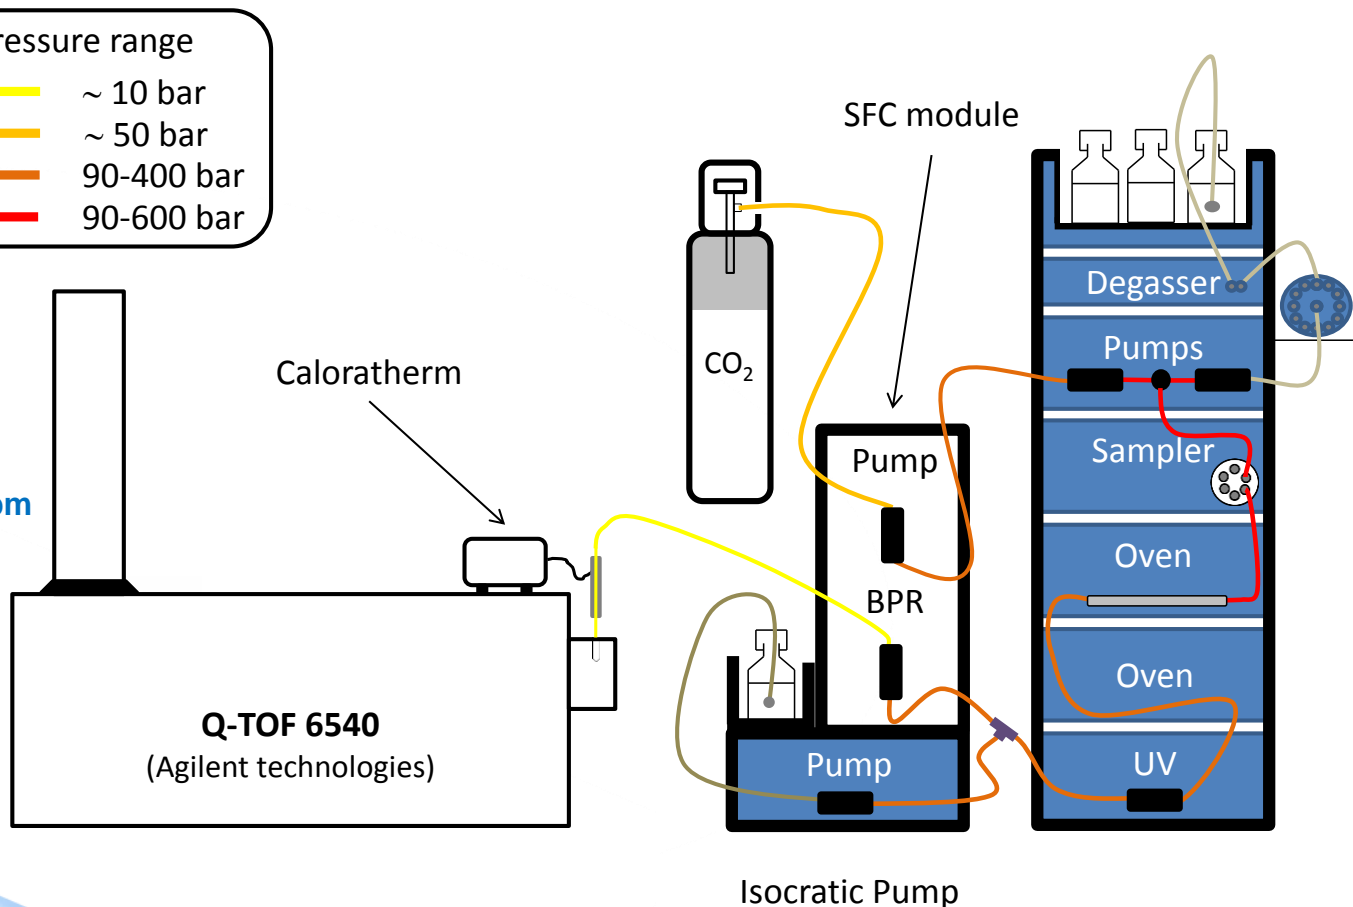 ressure range
~ 10 bar
~ 50 bar
90-400 bar
90-600 bar
SFC module
Degasser
CO2
Pumps
Caloratherm
Pump
Sampler
om
Oven
BPR
Oven
Q-TOF 6540
(Agilent technologies)
Pump
UV
Isocratic Pump